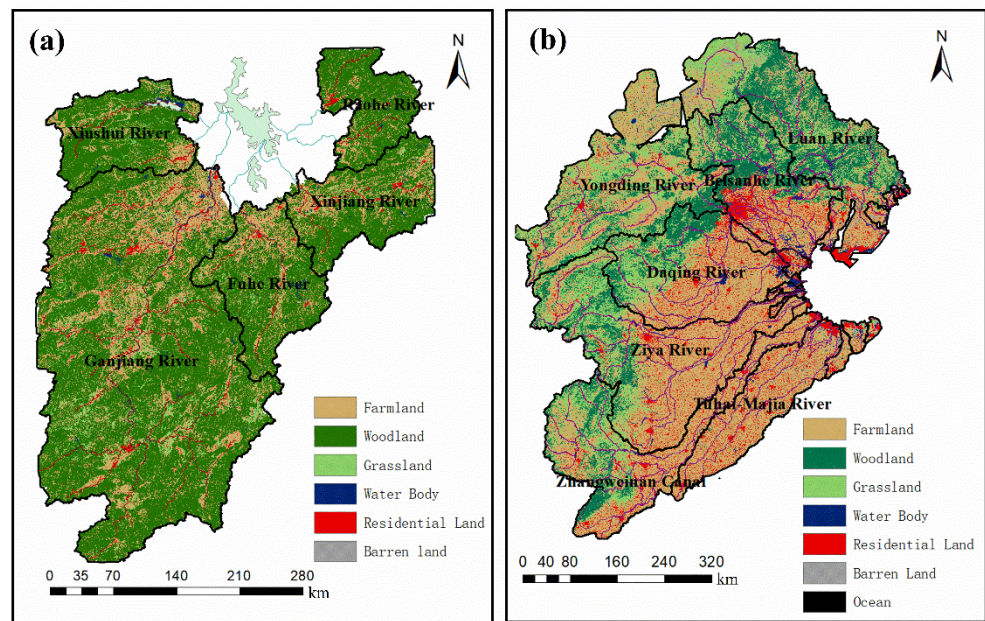 (a)
N
Raohe River
Xiushui River
Xinjiang River
Fuhe River
Ganjiang River
Farmland
Woodland
Grassland
Water Body
Residential Land
Barren land
0 35 70 140 210 280
km
(b)
N
Luan River
Beisanhe River
Yongding River
Daqing River
Ziya River
Tuhai-Majia River
Zhangweinan Canal
Farmland
Woodland
Grassland
Water Body
Residential Land
Barren Land
Ocean
0 40 80 160 240 320
km